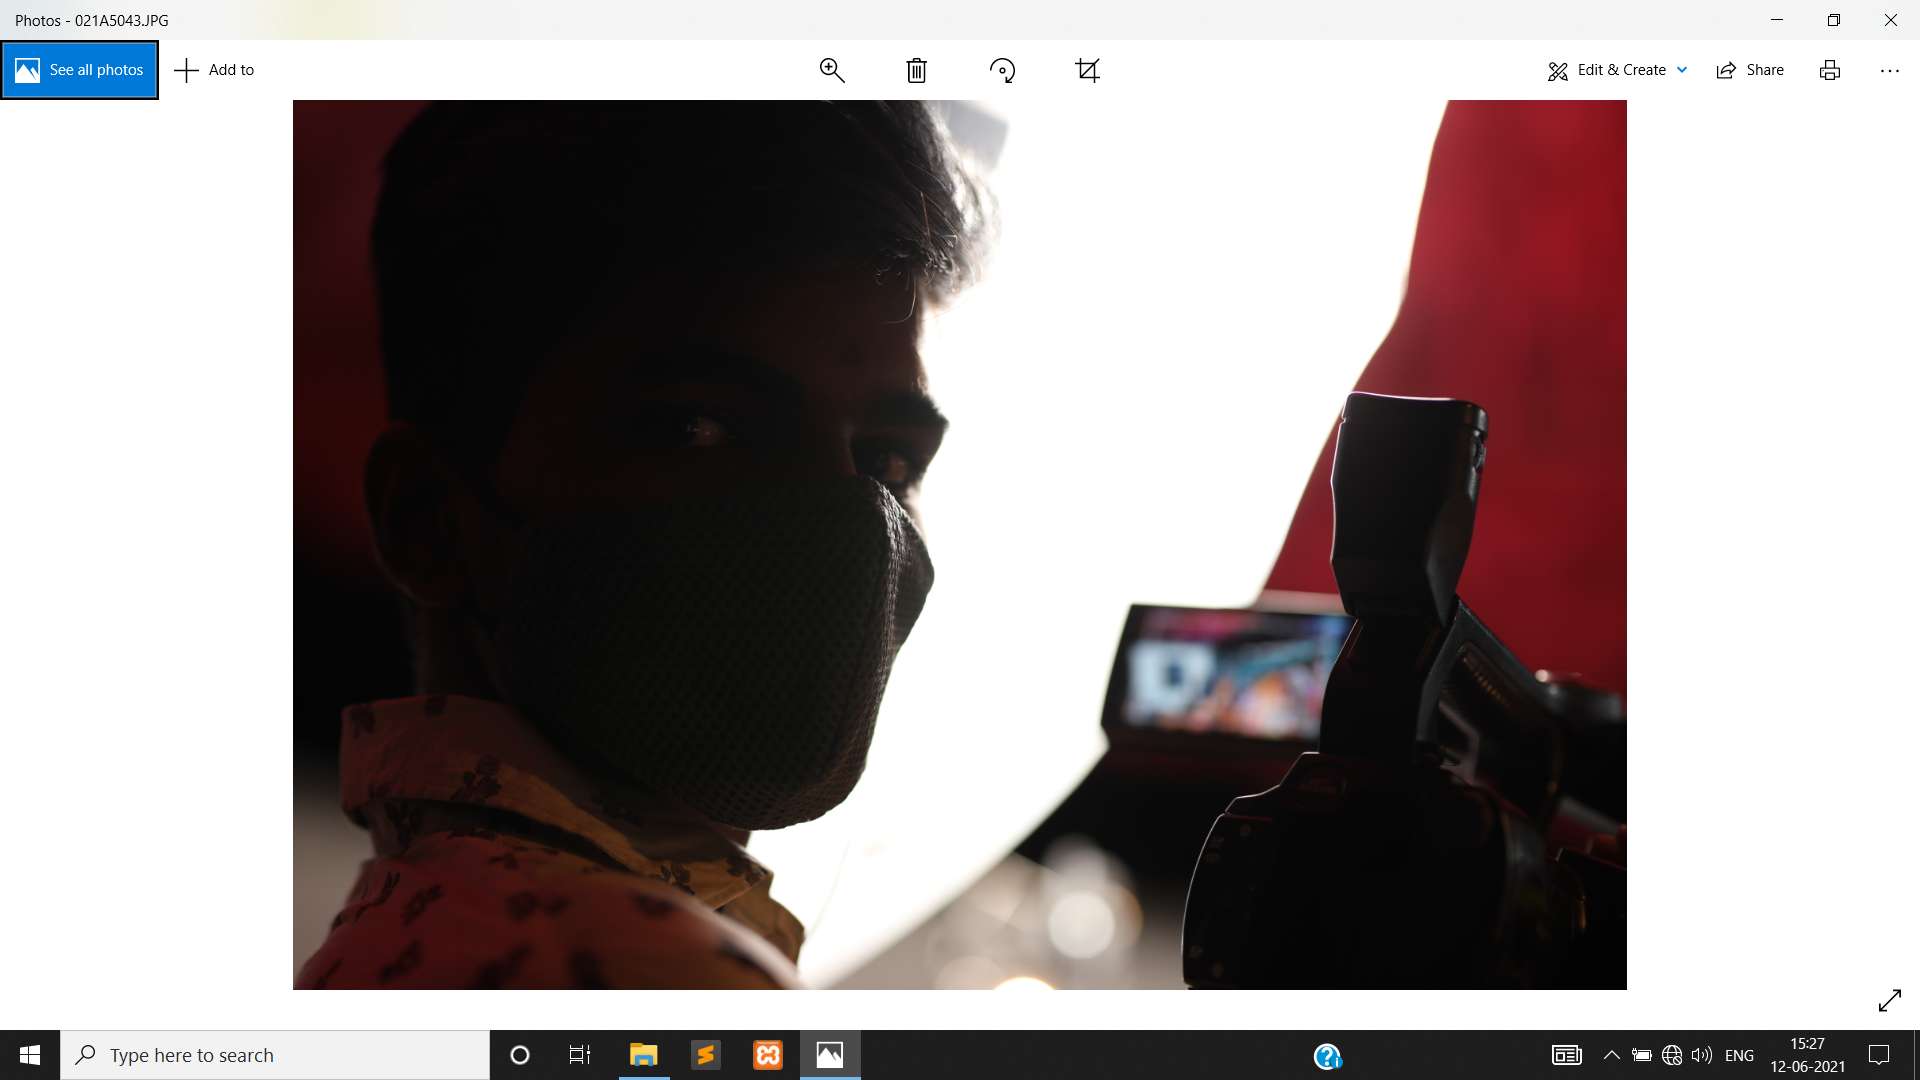 Photos - 021A5043.JPG
See all photos
Add to
Edit & Create
Share
Type here to search
ENG
15:27
12-06-2021